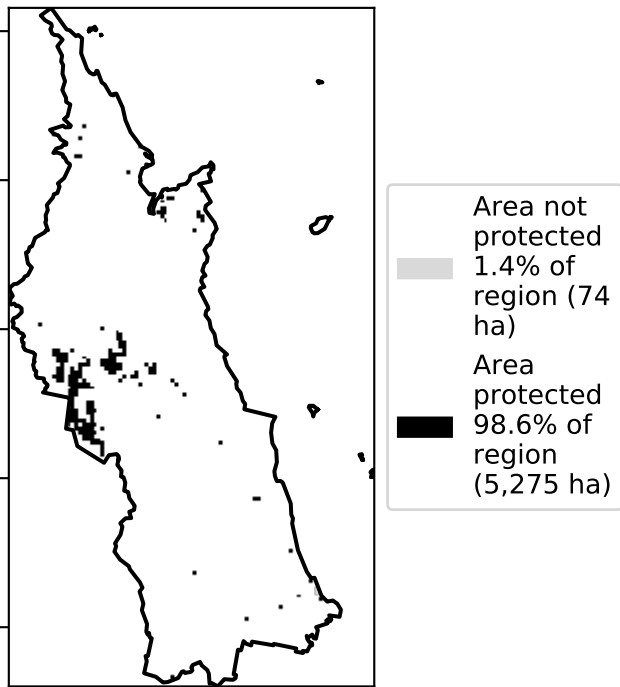 Area not
protected
1.4% of
region (74
ha)
Area
protected
98.6% of
region
(5,275 ha)